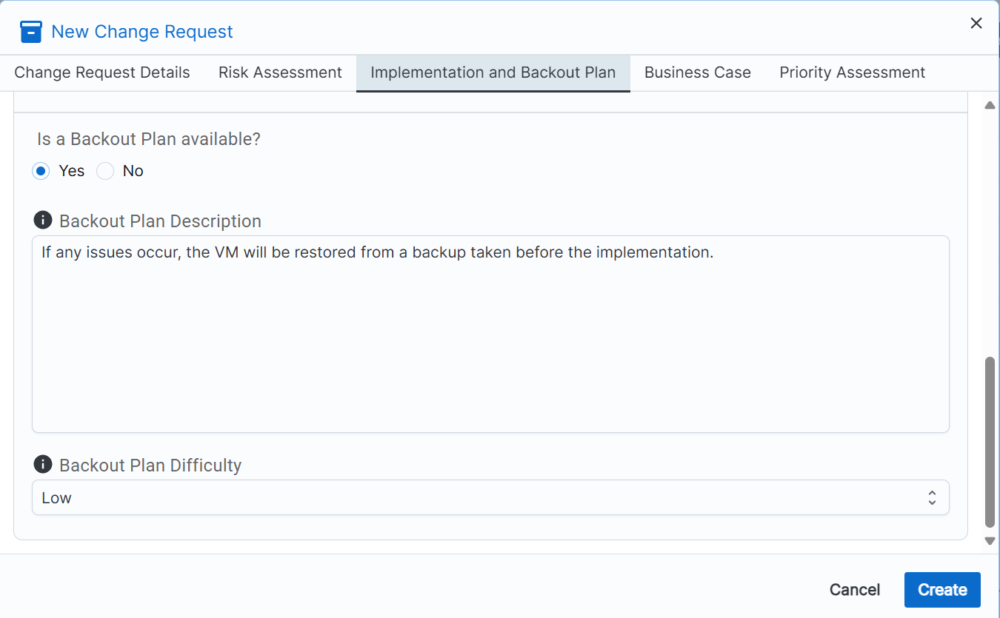 New Change Request
Change Request Details Risk Assessment Implementation and Backout Plan Business Case Priority Assessment
Is a Backout Plan available?
Yes No
Backout Plan Description
If any issues occur, the VM will be restored from a backup taken before the implementation.
Backout Plan Difficulty
Low
Cancel Create